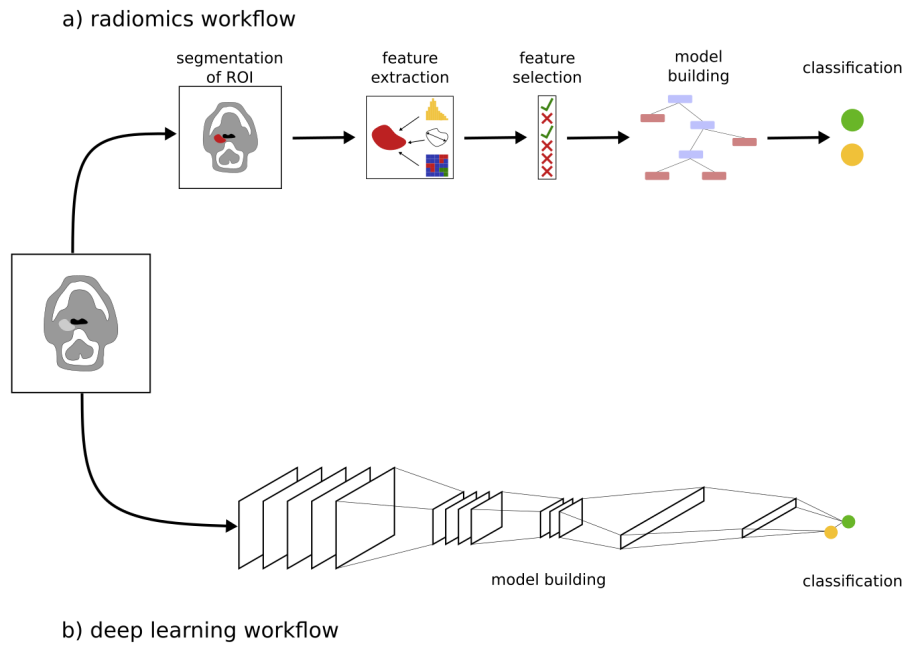 a) radiomics workflow
segmentation
of ROI
feature
extraction
feature
selection
model
building
classification
model building
classification
b) deep learning workflow